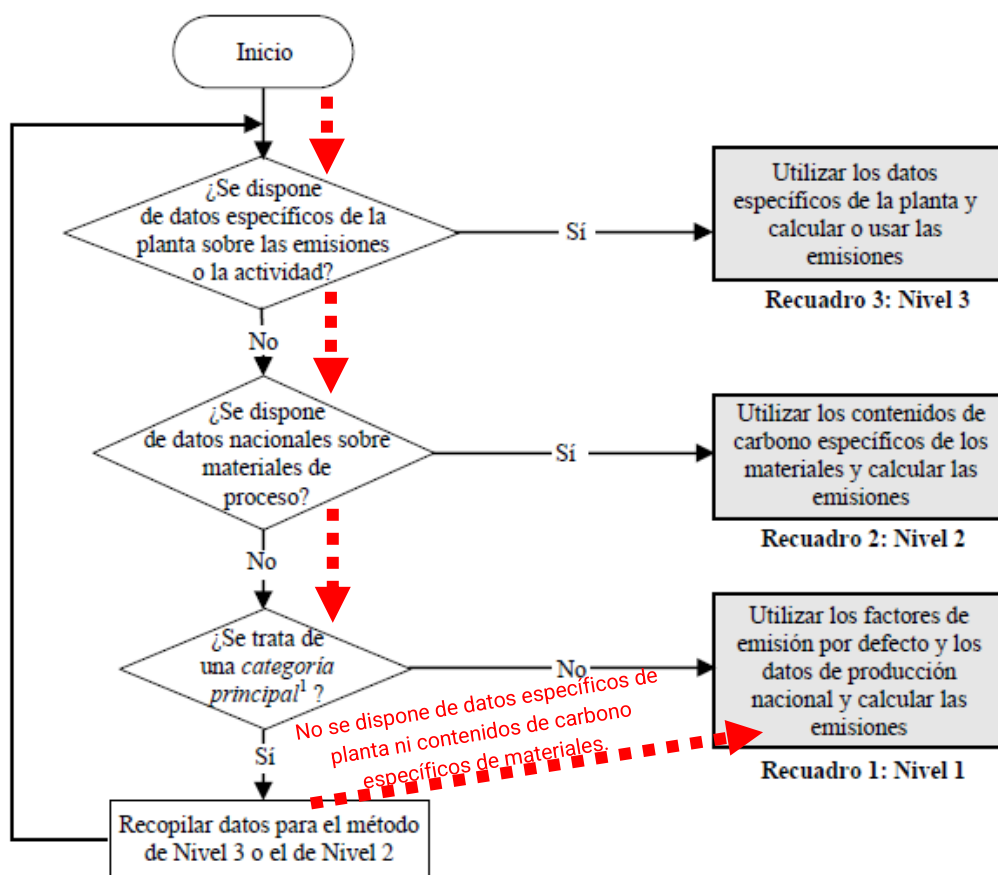 Inicio
¿Se dispone
de datos específicos de la
planta sobre las emisiones
o la actividad?
Sí
Utilizar los datos
específicos de la planta y
calcular o usar las
emisiones
Recuadro 3: Nivel 3
No
¿Se dispone
de datos nacionales sobre
materiales de
proceso?
Sí
Utilizar los contenidos de
carbono específicos de los
materiales y calcular las
emisiones
Recuadro 2: Nivel 2
No
¿Se trata de
una categoría
principal¹ ?
No
Utilizar los factores de
emisión por defecto y los
datos de producción
nacional y calcular las
emisiones
Recuadro 1: Nivel 1
No se dispone de datos específicos de
planta ni contenidos de carbono
específicos de materiales.
Sí
Recopilar datos para el método
de Nivel 3 o el de Nivel 2